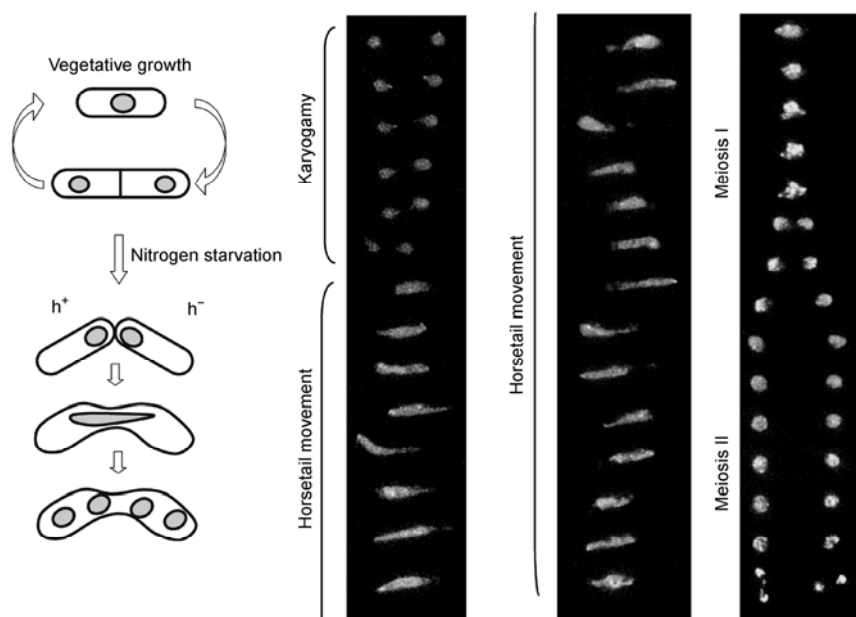 Vegetative growth
Nitrogen starvation
h+
h−
Karyogamy
Horsetail movement
Horsetail movement
Meiosis I
Meiosis II